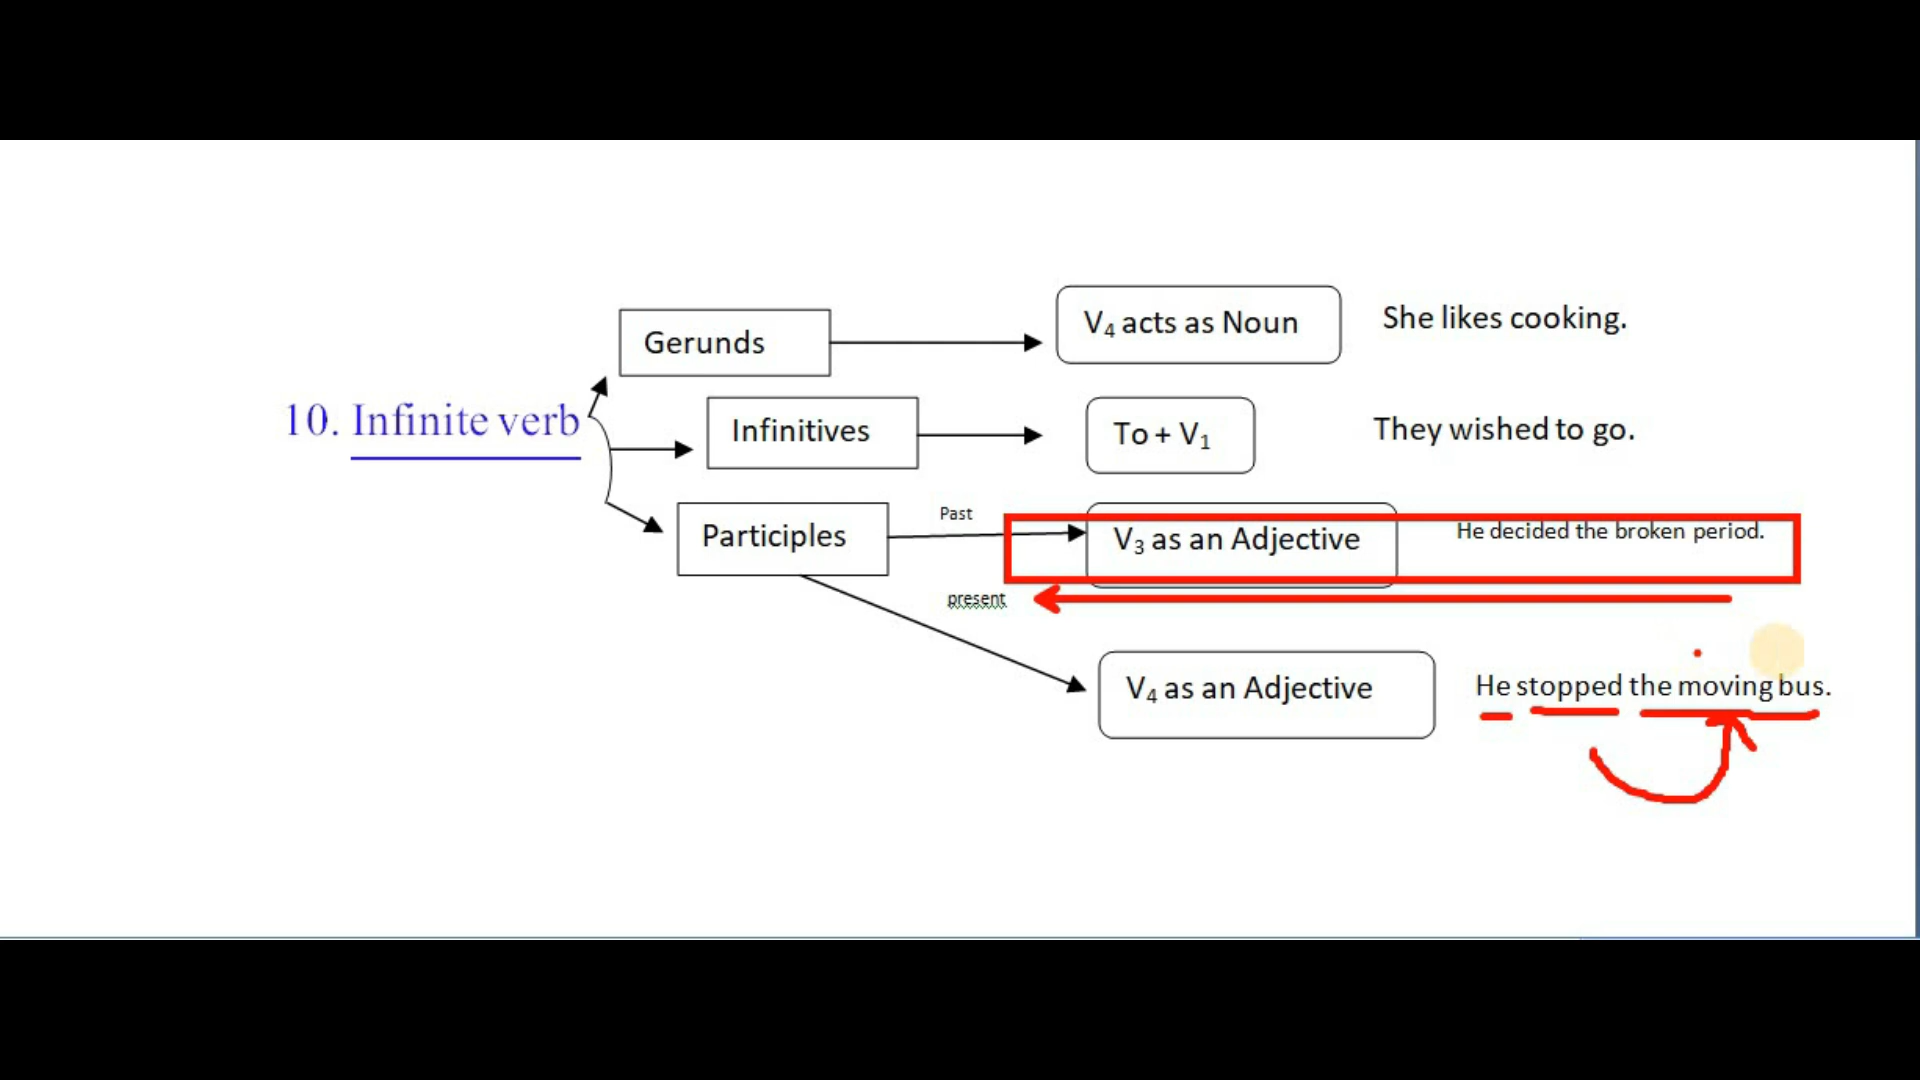 Gerunds
V₄ acts as Noun
She likes cooking.
10. Infinite verb
Infinitives
To + V₁
They wished to go.
Participles
Past
V₃ as an Adjective
He decided the broken period.
present
V₄ as an Adjective
He stopped the moving bus.